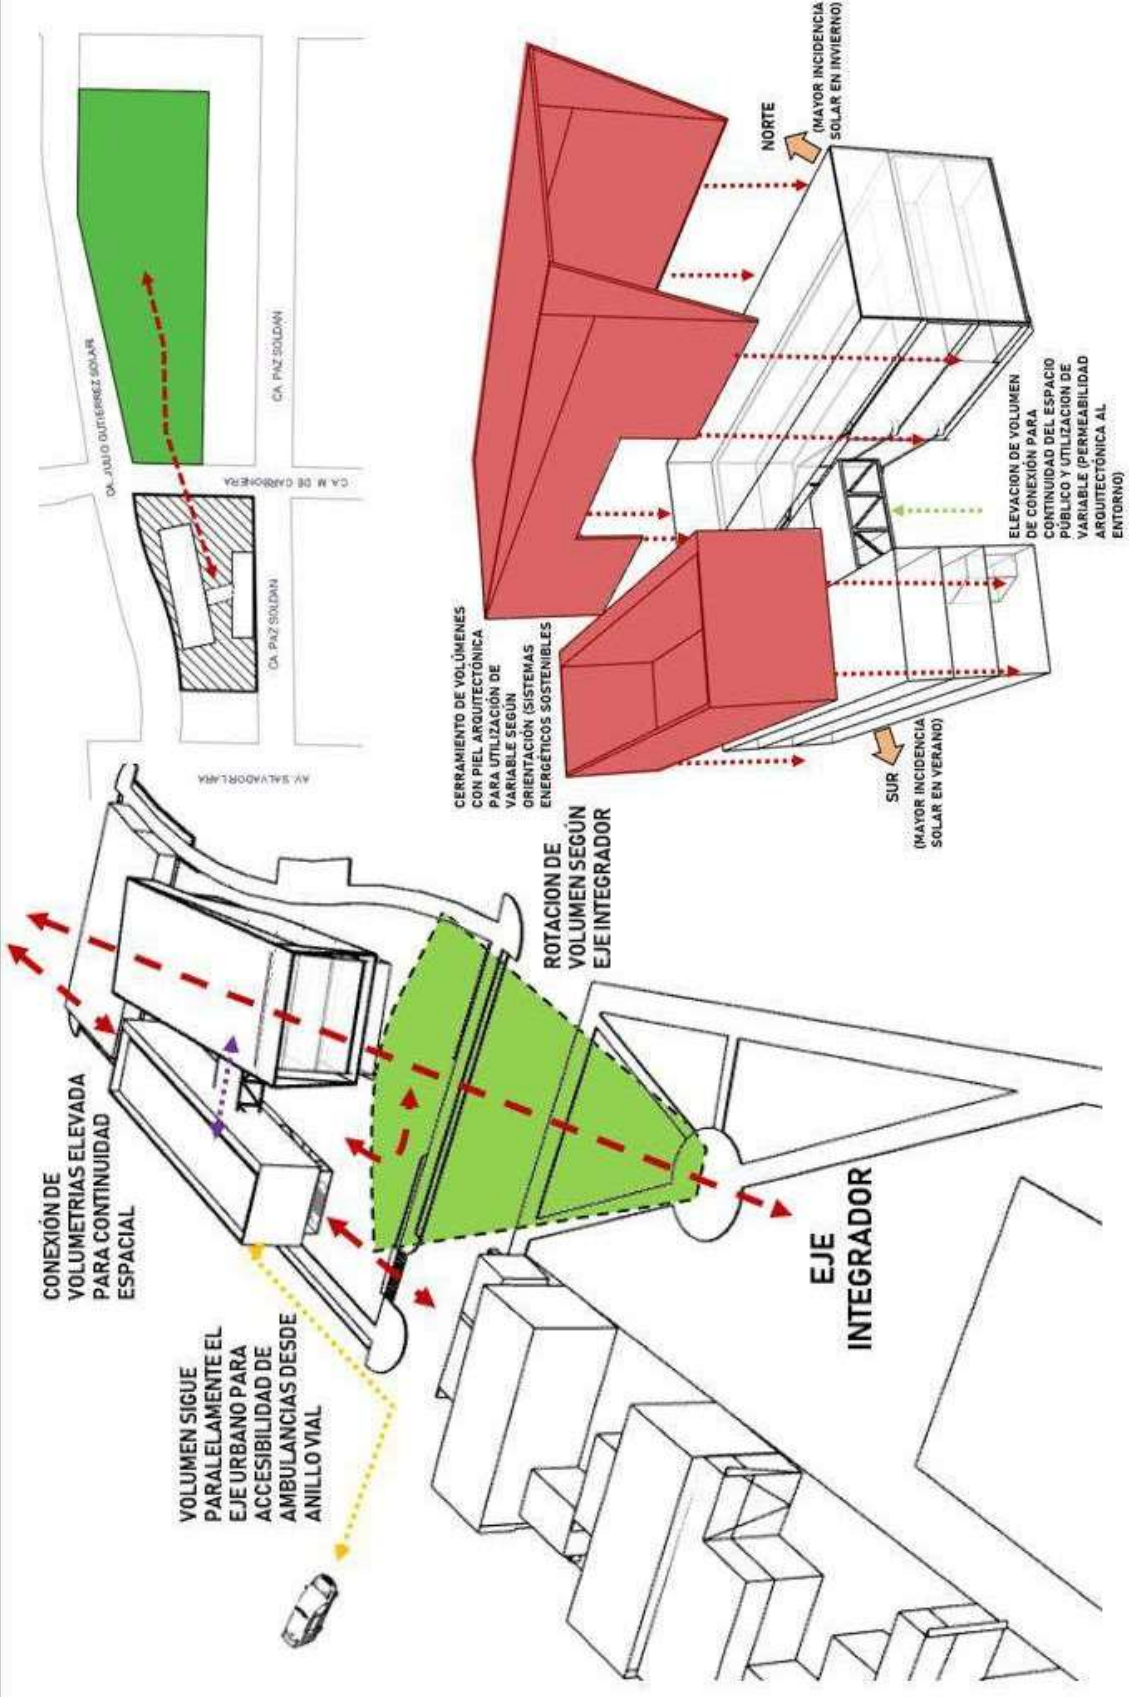 CONEXIÓN DE
VOLUMETRIAS ELEVADA
PARA CONTINUIDAD
ESPACIAL
VOLUMEN SIGUE
PARALELAMENTE EL
EJE URBANO PARA
ACCESIBILIDAD DE
AMBULANCIAS DESDE
ANILLO VIAL
ROTACION DE
VOLUMEN SEGÚN
EJE INTEGRADOR
EJE
INTEGRADOR
CA. JULIO GUTIERREZ SOLARI
CA. M. DE CARBONERA
CA. PAZ SOLDAN
CA. PAZ SOLDAN
AV. SALVADOR LARA
CERRAMIENTO DE VOLÚMENES
CON PIEL ARQUITECTÓNICA
PARA UTILIZACIÓN DE
VARIABLE SEGÚN
ORIENTACIÓN (SISTEMAS
ENERGÉTICOS SOSTENIBLES
NORTE
(MAYOR INCIDENCIA
SOLAR EN INVIERNO)
SUR
(MAYOR INCIDENCIA
SOLAR EN VERANO)
ELEVACION DE VOLUMEN
DE CONEXIÓN PARA
CONTINUIDAD DEL ESPACIO
PÚBLICO Y UTILIZACION DE
VARIABLE (PERMEABILIDAD
ARQUITECTÓNICA AL
ENTORNO)